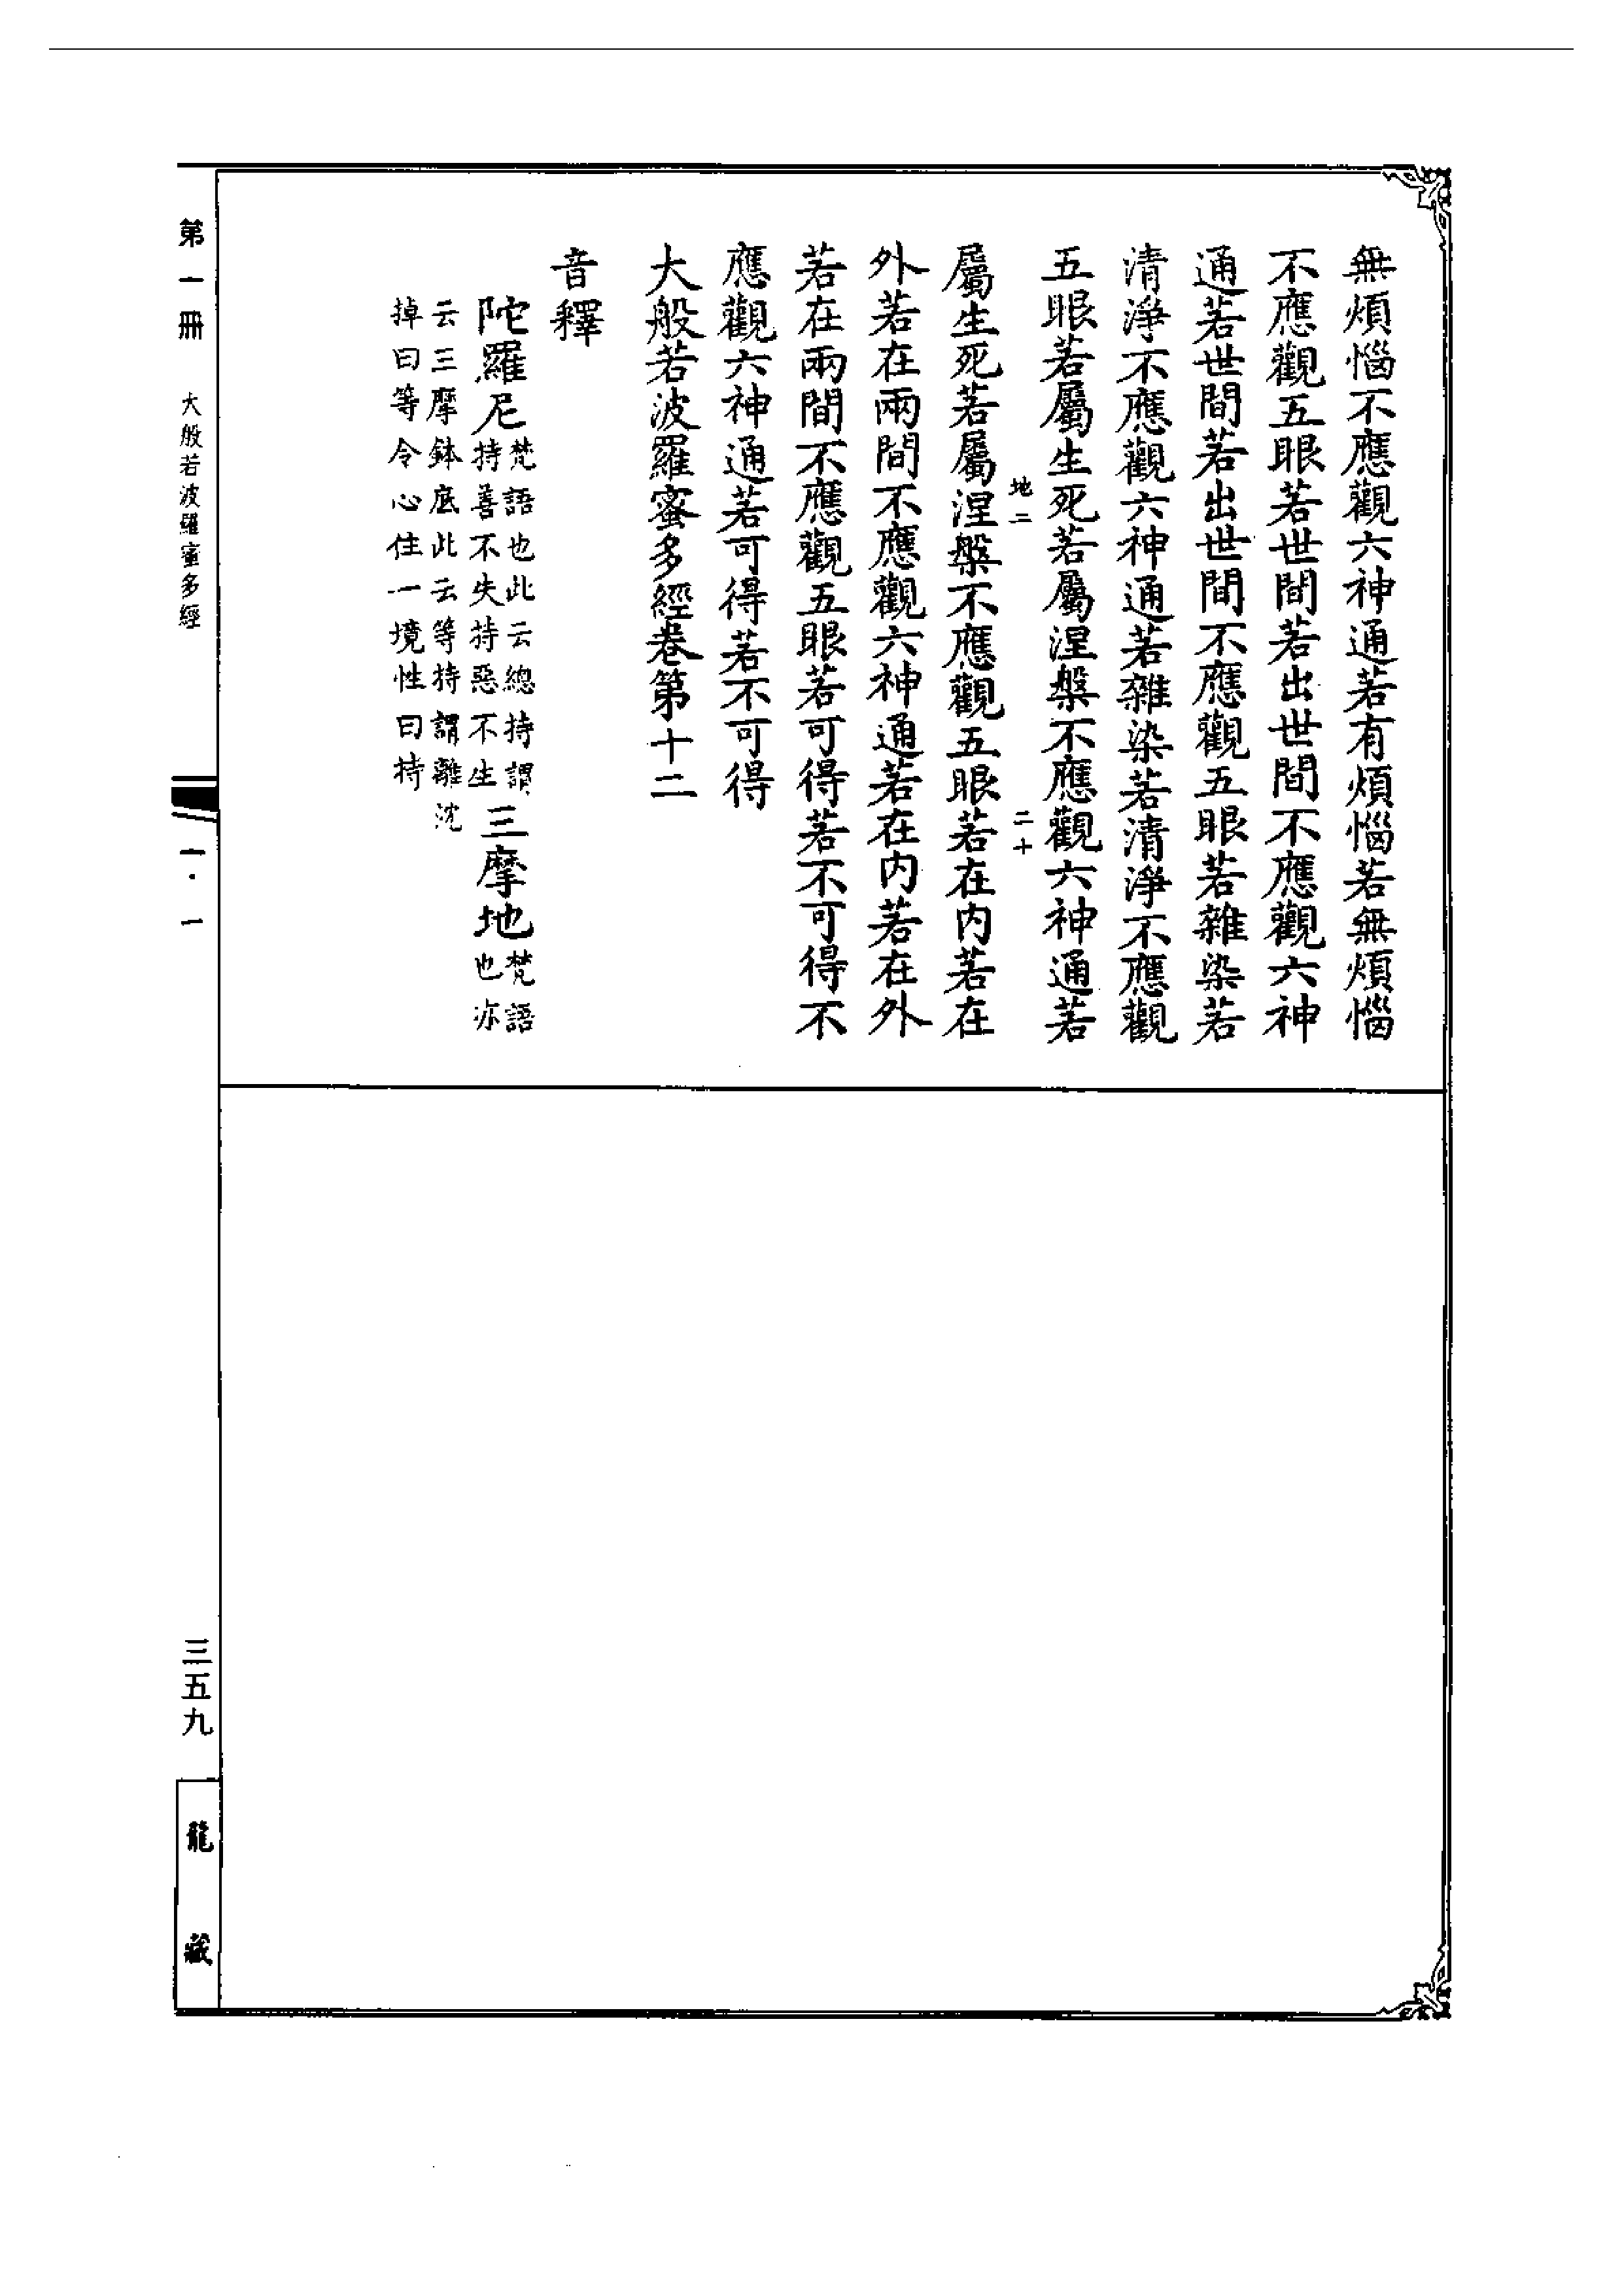 無煩惱不應觀六神通若有煩惱若無煩惱
不應觀五眼若世間若出世間不應觀六神
通若世間若出世間不應觀五眼若雜染若
清淨不應觀六神通若雜染若清淨不應觀
五眼若屬生死若屬涅槃不應觀六神通若
地二 二十
屬生死若屬涅槃不應觀五眼若在內若在
外若在兩間不應觀六神通若在內若在外
若在兩間不應觀五眼若可得若不可得不
應觀六神通若可得若不可得
大般若波羅蜜多經卷第十二
音釋
陀羅尼梵語也此云總持謂持善不失持惡不生三摩地梵語也亦
云三摩鉢底此云等持謂離沈
掉曰等令心住一境性曰持
第一冊 大般若波羅蜜多經 一·一 三五九 龍藏